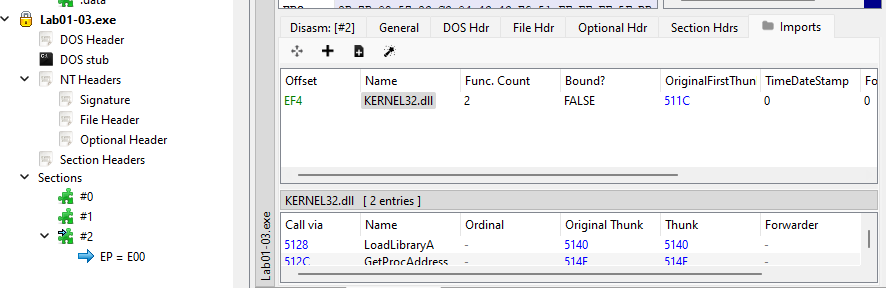 .data
Lab01-03.exe
DOS Header
DOS stub
NT Headers
Signature
File Header
Optional Header
Section Headers
Sections
#0
#1
#2
EP = E00
Lab01-03.exe
Disasm: [#2] General DOS Hdr File Hdr Optional Hdr Section Hdrs Imports
Offset Name Func. Count Bound? OriginalFirstThun TimeDateStamp Fo
EF4 KERNEL32.dll 2 FALSE 511C 0 0
KERNEL32.dll [ 2 entries ]
Call via Name Ordinal Original Thunk Thunk Forwarder
5128 LoadLibraryA - 5140 5140 -
512C GetProcAddress - 514E 514E -